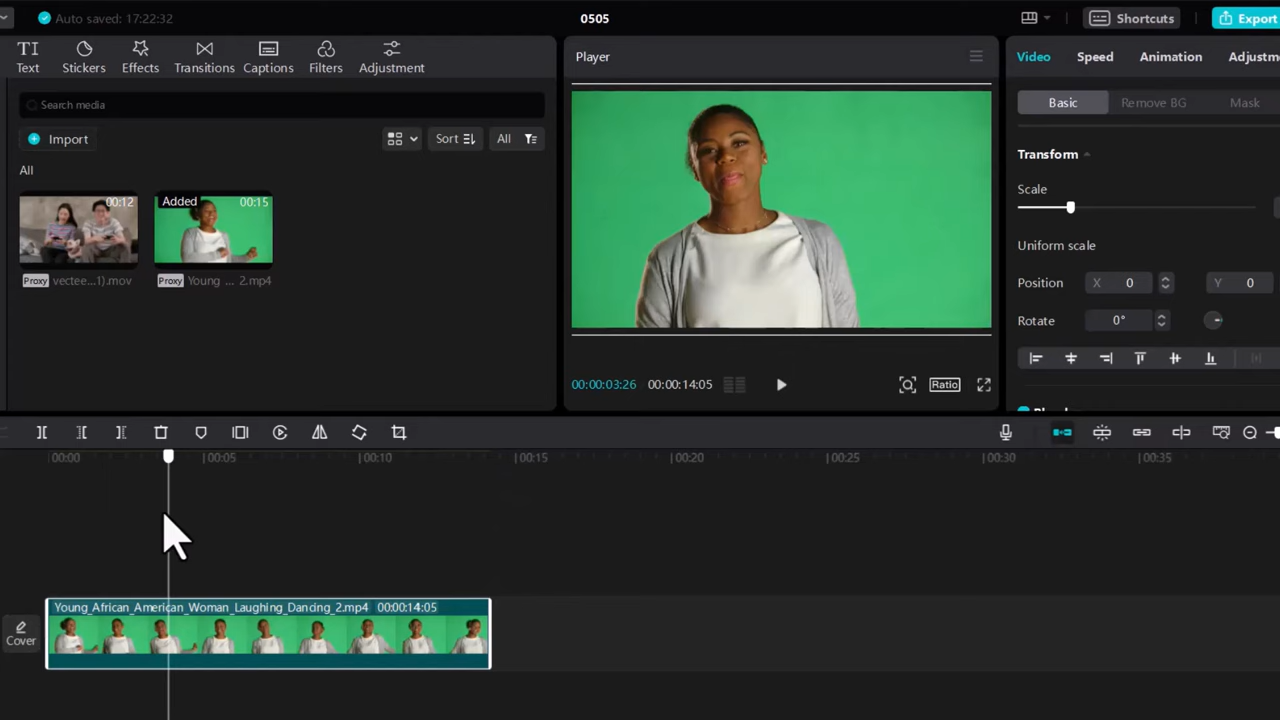 Auto saved: 17:22:32
0505
Shortcuts
Export
Text
Stickers
Effects
Transitions
Captions
Filters
Adjustment
Player
Video
Speed
Animation
Adjustm
Search media
Basic
Remove BG
Mask
Import
Sort
All
Transform
All
Scale
00:12
Added
00:15
Uniform scale
Proxy
vectee...1).mov
Proxy
Young ... 2.mp4
Position
X
0
Y
0
Rotate
0°
00:00:03:26
00:00:14:05
Ratio
00:00
00:05
00:10
00:15
00:20
00:25
00:30
00:35
Young_African_American_Woman_Laughing_Dancing_2.mp4 00:00:14:05
Cover